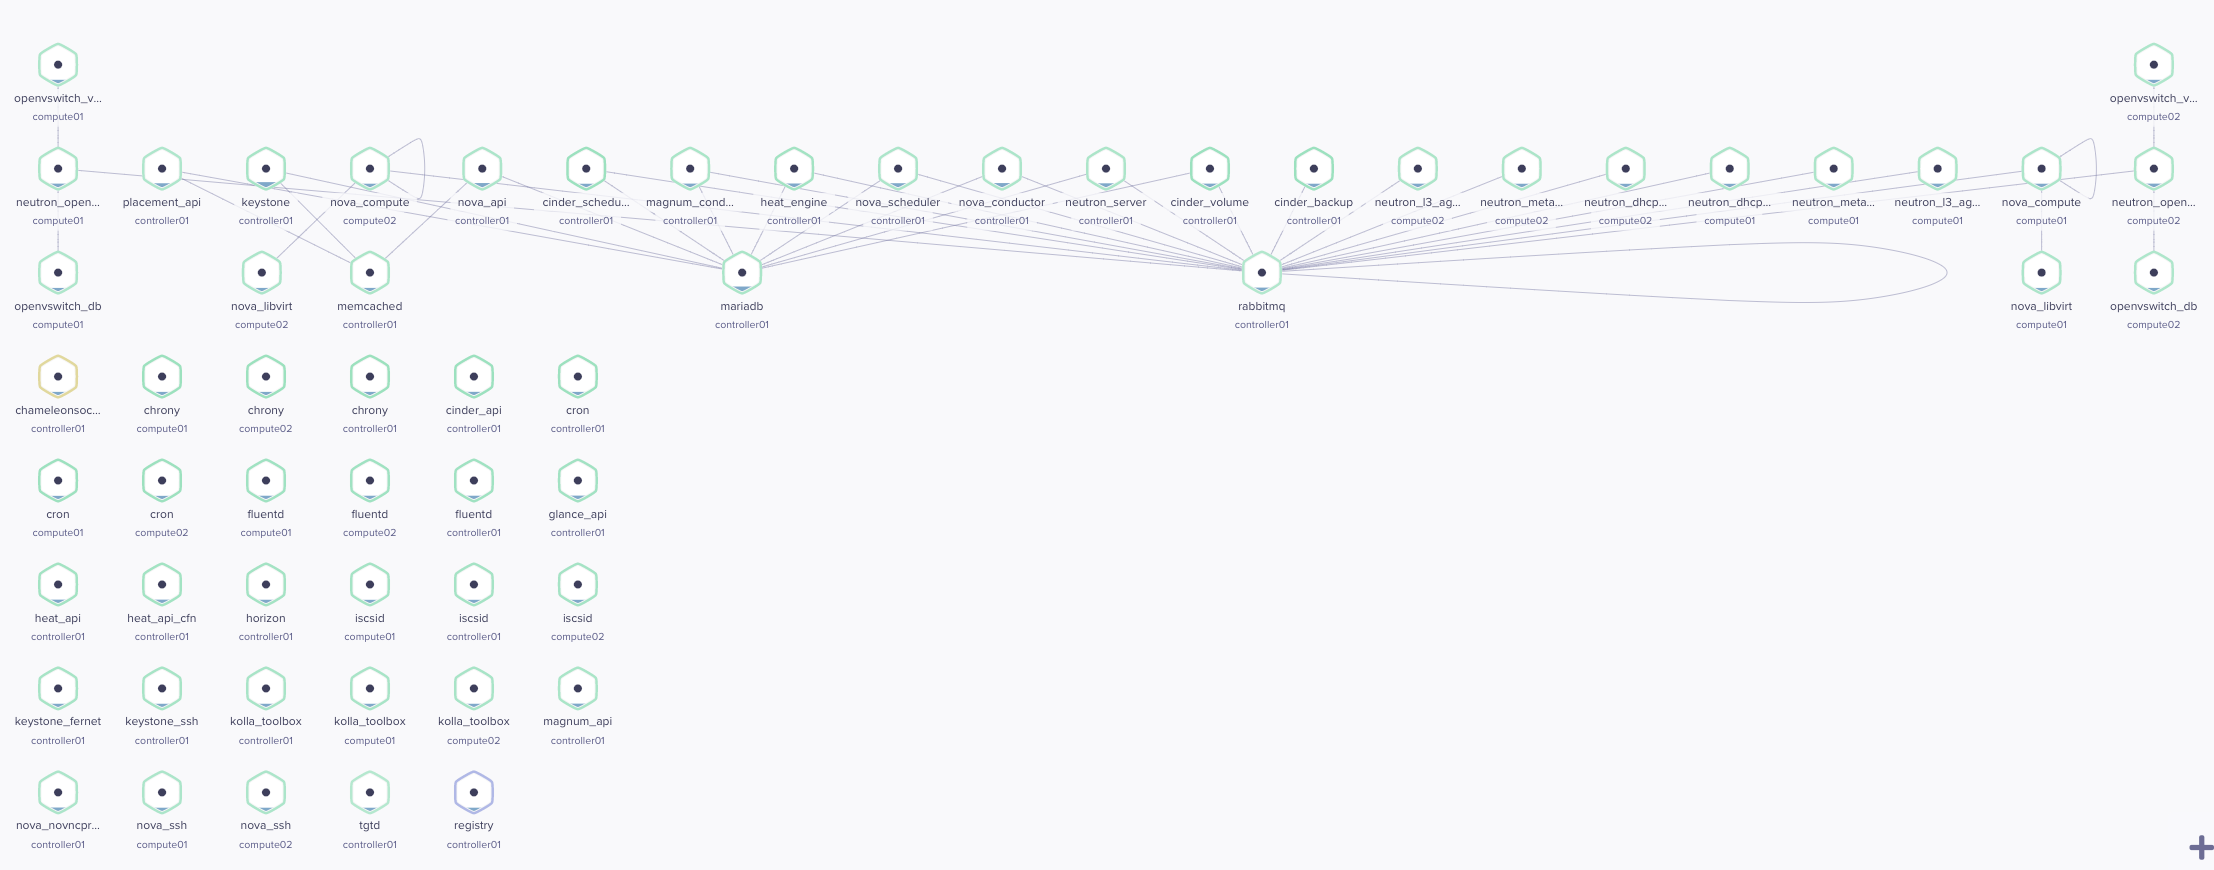 openvswitch_v...
compute01
openvswitch_v...
compute02
neutron_open...
compute01
placement_api
controller01
keystone
controller01
nova_compute
compute02
nova_api
controller01
cinder_schedu...
controller01
magnum_cond...
controller01
heat_engine
controller01
nova_scheduler
controller01
nova_conductor
controller01
neutron_server
controller01
cinder_volume
controller01
cinder_backup
controller01
neutron_l3_ag...
compute02
neutron_meta...
compute02
neutron_dhcp...
compute02
neutron_dhcp...
compute01
neutron_meta...
compute01
neutron_l3_ag...
compute01
nova_compute
compute01
neutron_open...
compute02
openvswitch_db
compute01
nova_libvirt
compute02
memcached
controller01
mariadb
controller01
rabbitmq
controller01
nova_libvirt
compute01
openvswitch_db
compute02
chameleonsoc...
controller01
chrony
compute01
chrony
compute02
chrony
controller01
cinder_api
controller01
cron
controller01
cron
compute01
cron
compute02
fluentd
compute01
fluentd
compute02
fluentd
controller01
glance_api
controller01
heat_api
controller01
heat_api_cfn
controller01
horizon
controller01
iscsid
compute01
iscsid
controller01
iscsid
compute02
keystone_fernet
controller01
keystone_ssh
controller01
kolla_toolbox
controller01
kolla_toolbox
compute01
kolla_toolbox
compute02
magnum_api
controller01
nova_novncpr...
controller01
nova_ssh
compute01
nova_ssh
compute02
tgtd
controller01
registry
controller01